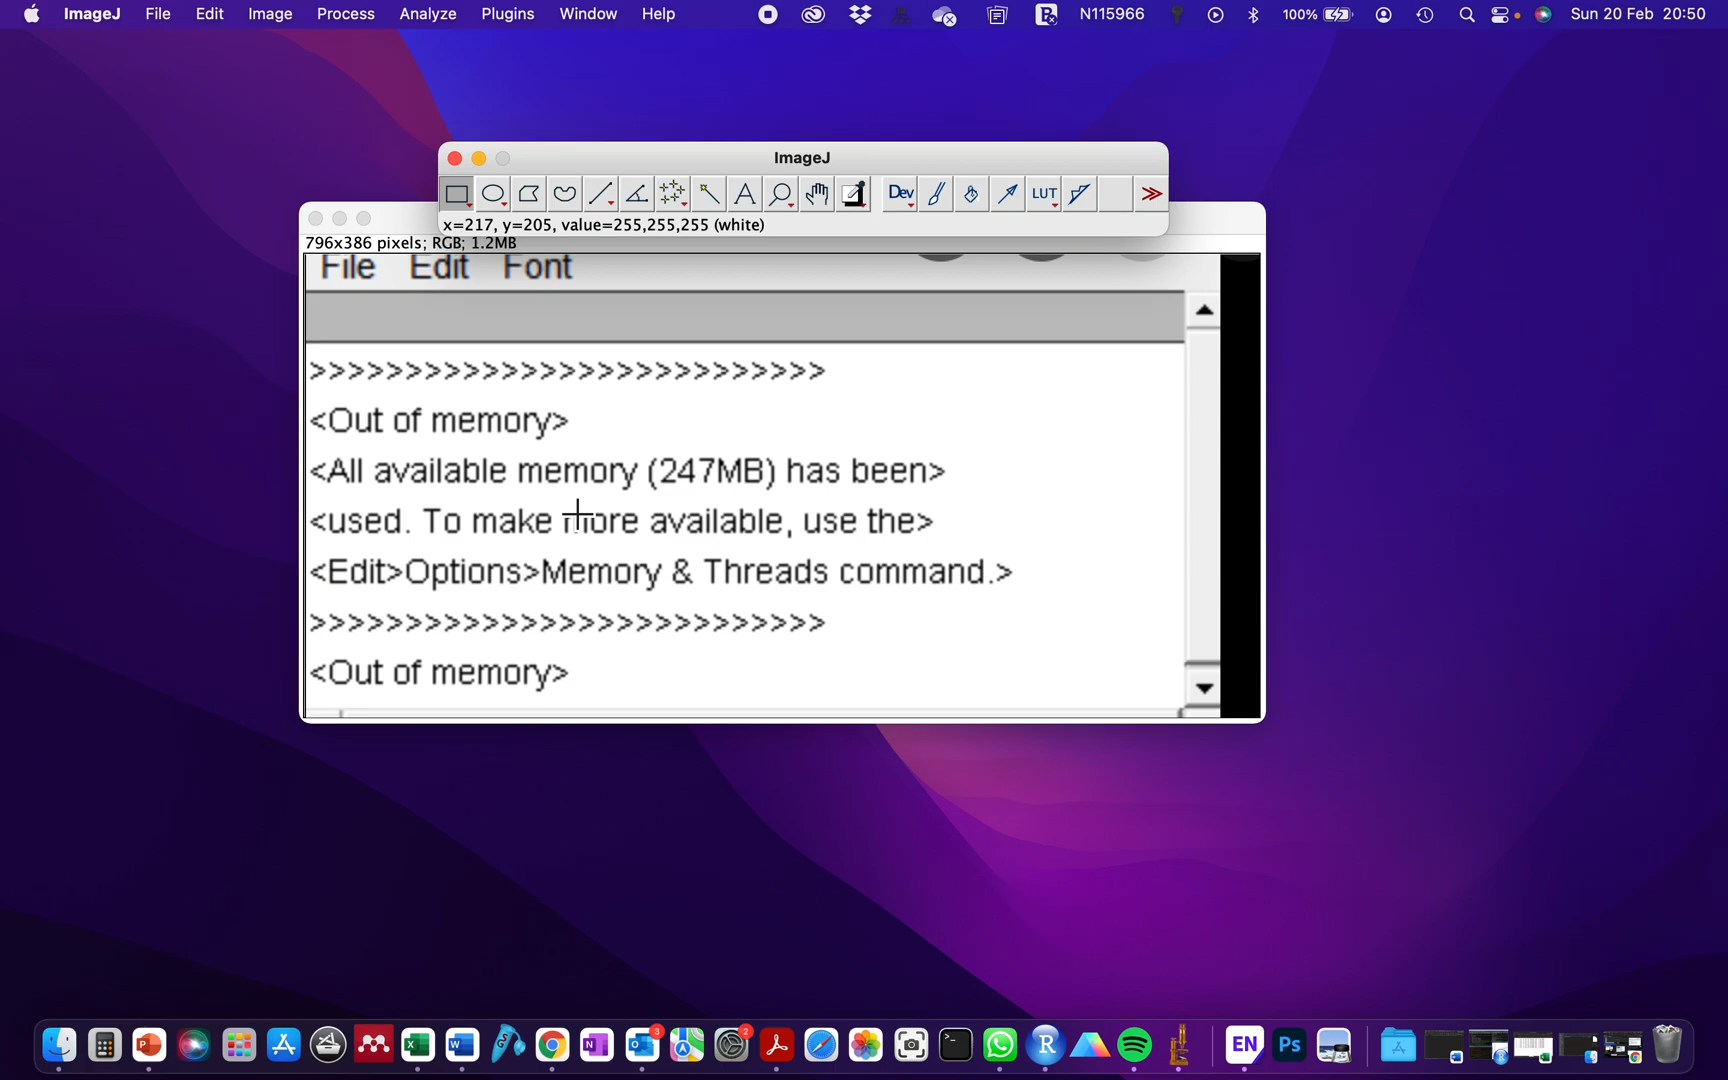 ImageJ File Edit Image Process Analyze Plugins Window Help N115966 100% Sun 20 Feb 20:50
ImageJ
Dev LUT
x=217, y=205, value=255,255,255 (white)
796x386 pixels; RGB; 1.2MB
File Edit Font
>>>>>>>>>>>>>>>>>>>>>>>>>>>
<Out of memory>
<All available memory (247MB) has been>
<used. To make more available, use the>
<Edit>Options>Memory & Threads command.>
>>>>>>>>>>>>>>>>>>>>>>>>>>>
<Out of memory>
3 2
EN Ps